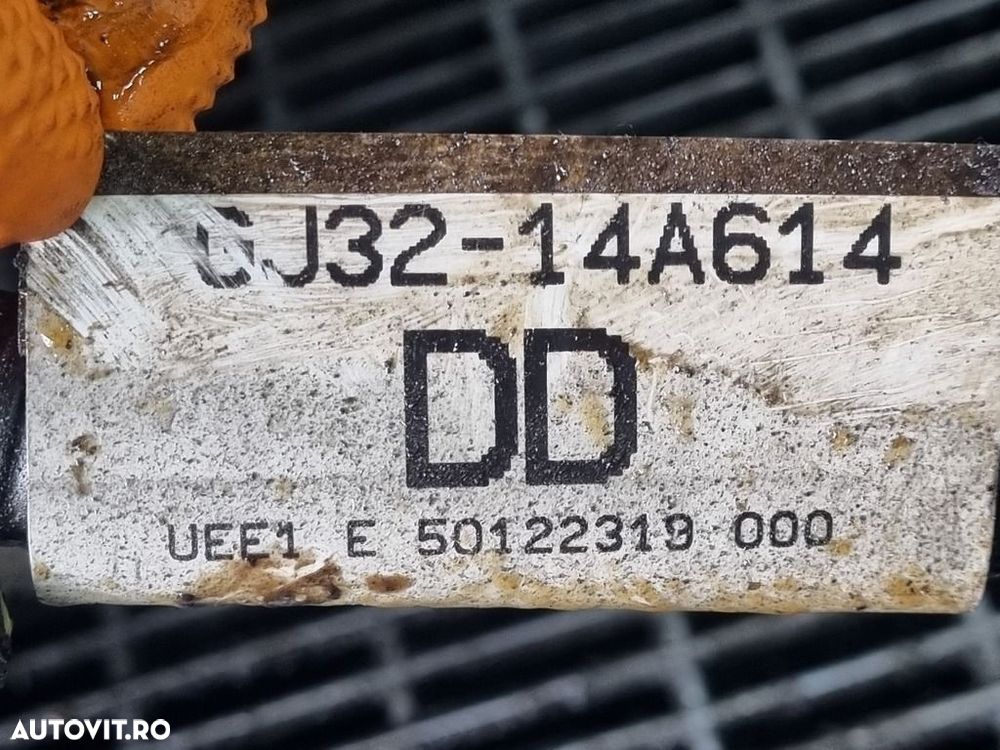 GJ32-14A614
DD
UEE1 E 50122319 000
AUTOVIT.RO